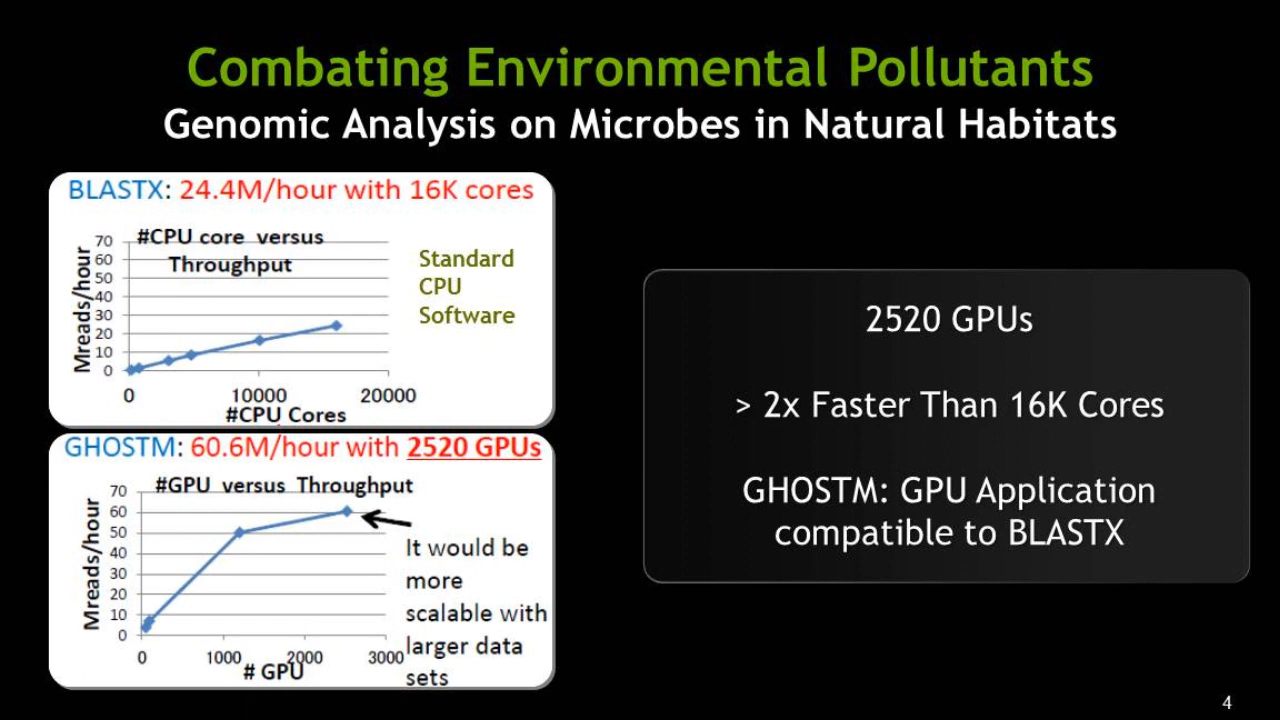 Combating Environmental Pollutants
Genomic Analysis on Microbes in Natural Habitats
BLASTX: 24.4M/hour with 16K cores
#CPU core versus
Throughput
Mreads/hour
70
60
50
40
30
20
10
0
0
10000
20000
#CPU Cores
Standard
CPU
Software
GHOSTM: 60.6M/hour with 2520 GPUs
#GPU versus Throughput
Mreads/hour
70
60
50
40
30
20
10
0
0
1000
2000
3000
# GPU
It would be
more
scalable with
larger data
sets
2520 GPUs
> 2x Faster Than 16K Cores
GHOSTM: GPU Application
compatible to BLASTX
4